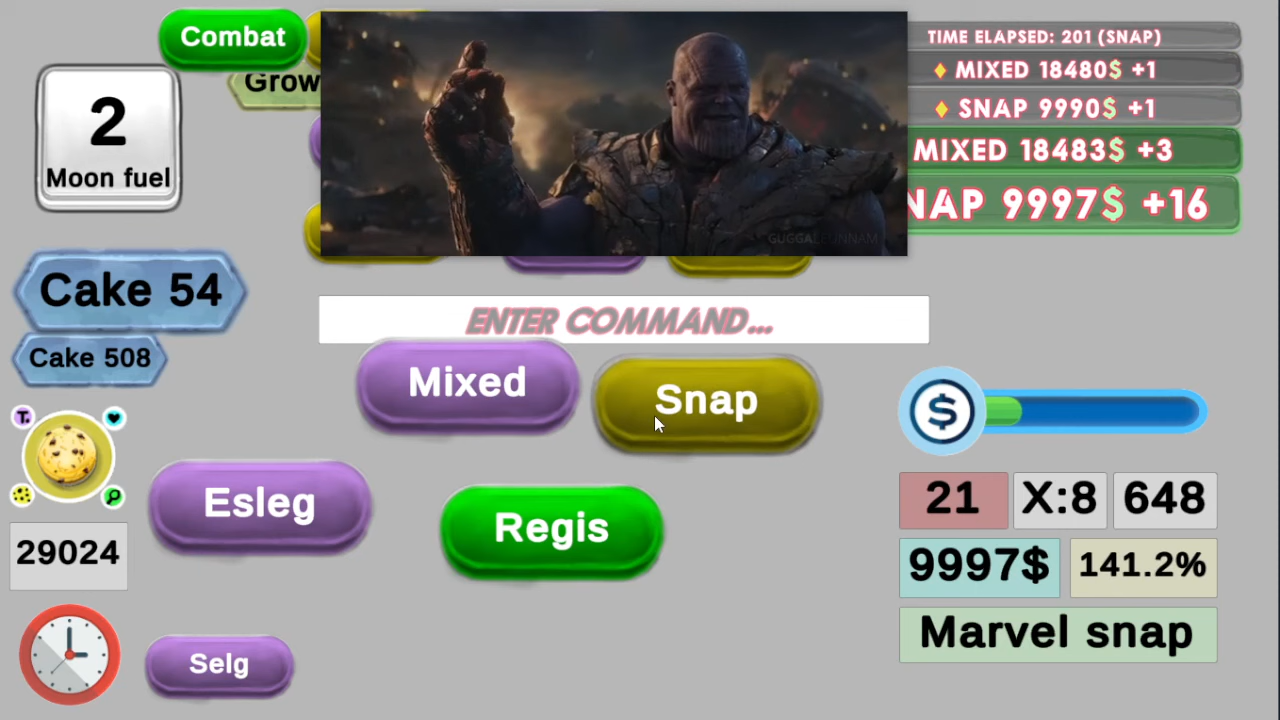 Combat
Grow
2
Moon fuel
TIME ELAPSED: 201 (SNAP)
MIXED 18480$ +1
SNAP 9990$ +1
MIXED 18483$ +3
NAP 9997$ +16
Cake 54
Cake 508
ENTER COMMAND...
Mixed
Snap
T.
Esleg
Regis
29024
$
21
X:8
648
9997$
141.2%
Marvel snap
Selg